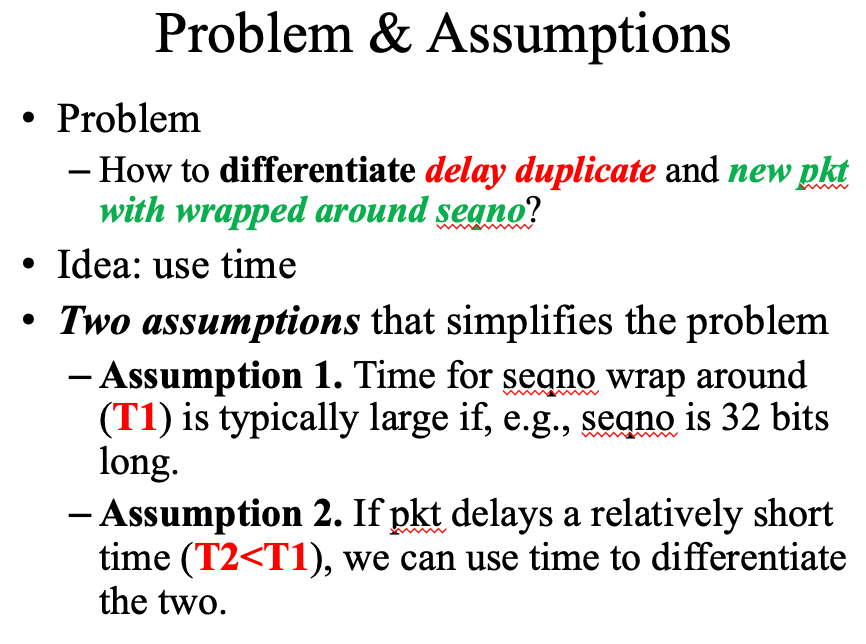 Problem & Assumptions
• Problem
– How to differentiate delay duplicate and new pkt
with wrapped around seqno?
• Idea: use time
• Two assumptions that simplifies the problem
– Assumption 1. Time for seqno wrap around
(T1) is typically large if, e.g., seqno is 32 bits
long.
– Assumption 2. If pkt delays a relatively short
time (T2<T1), we can use time to differentiate
the two.